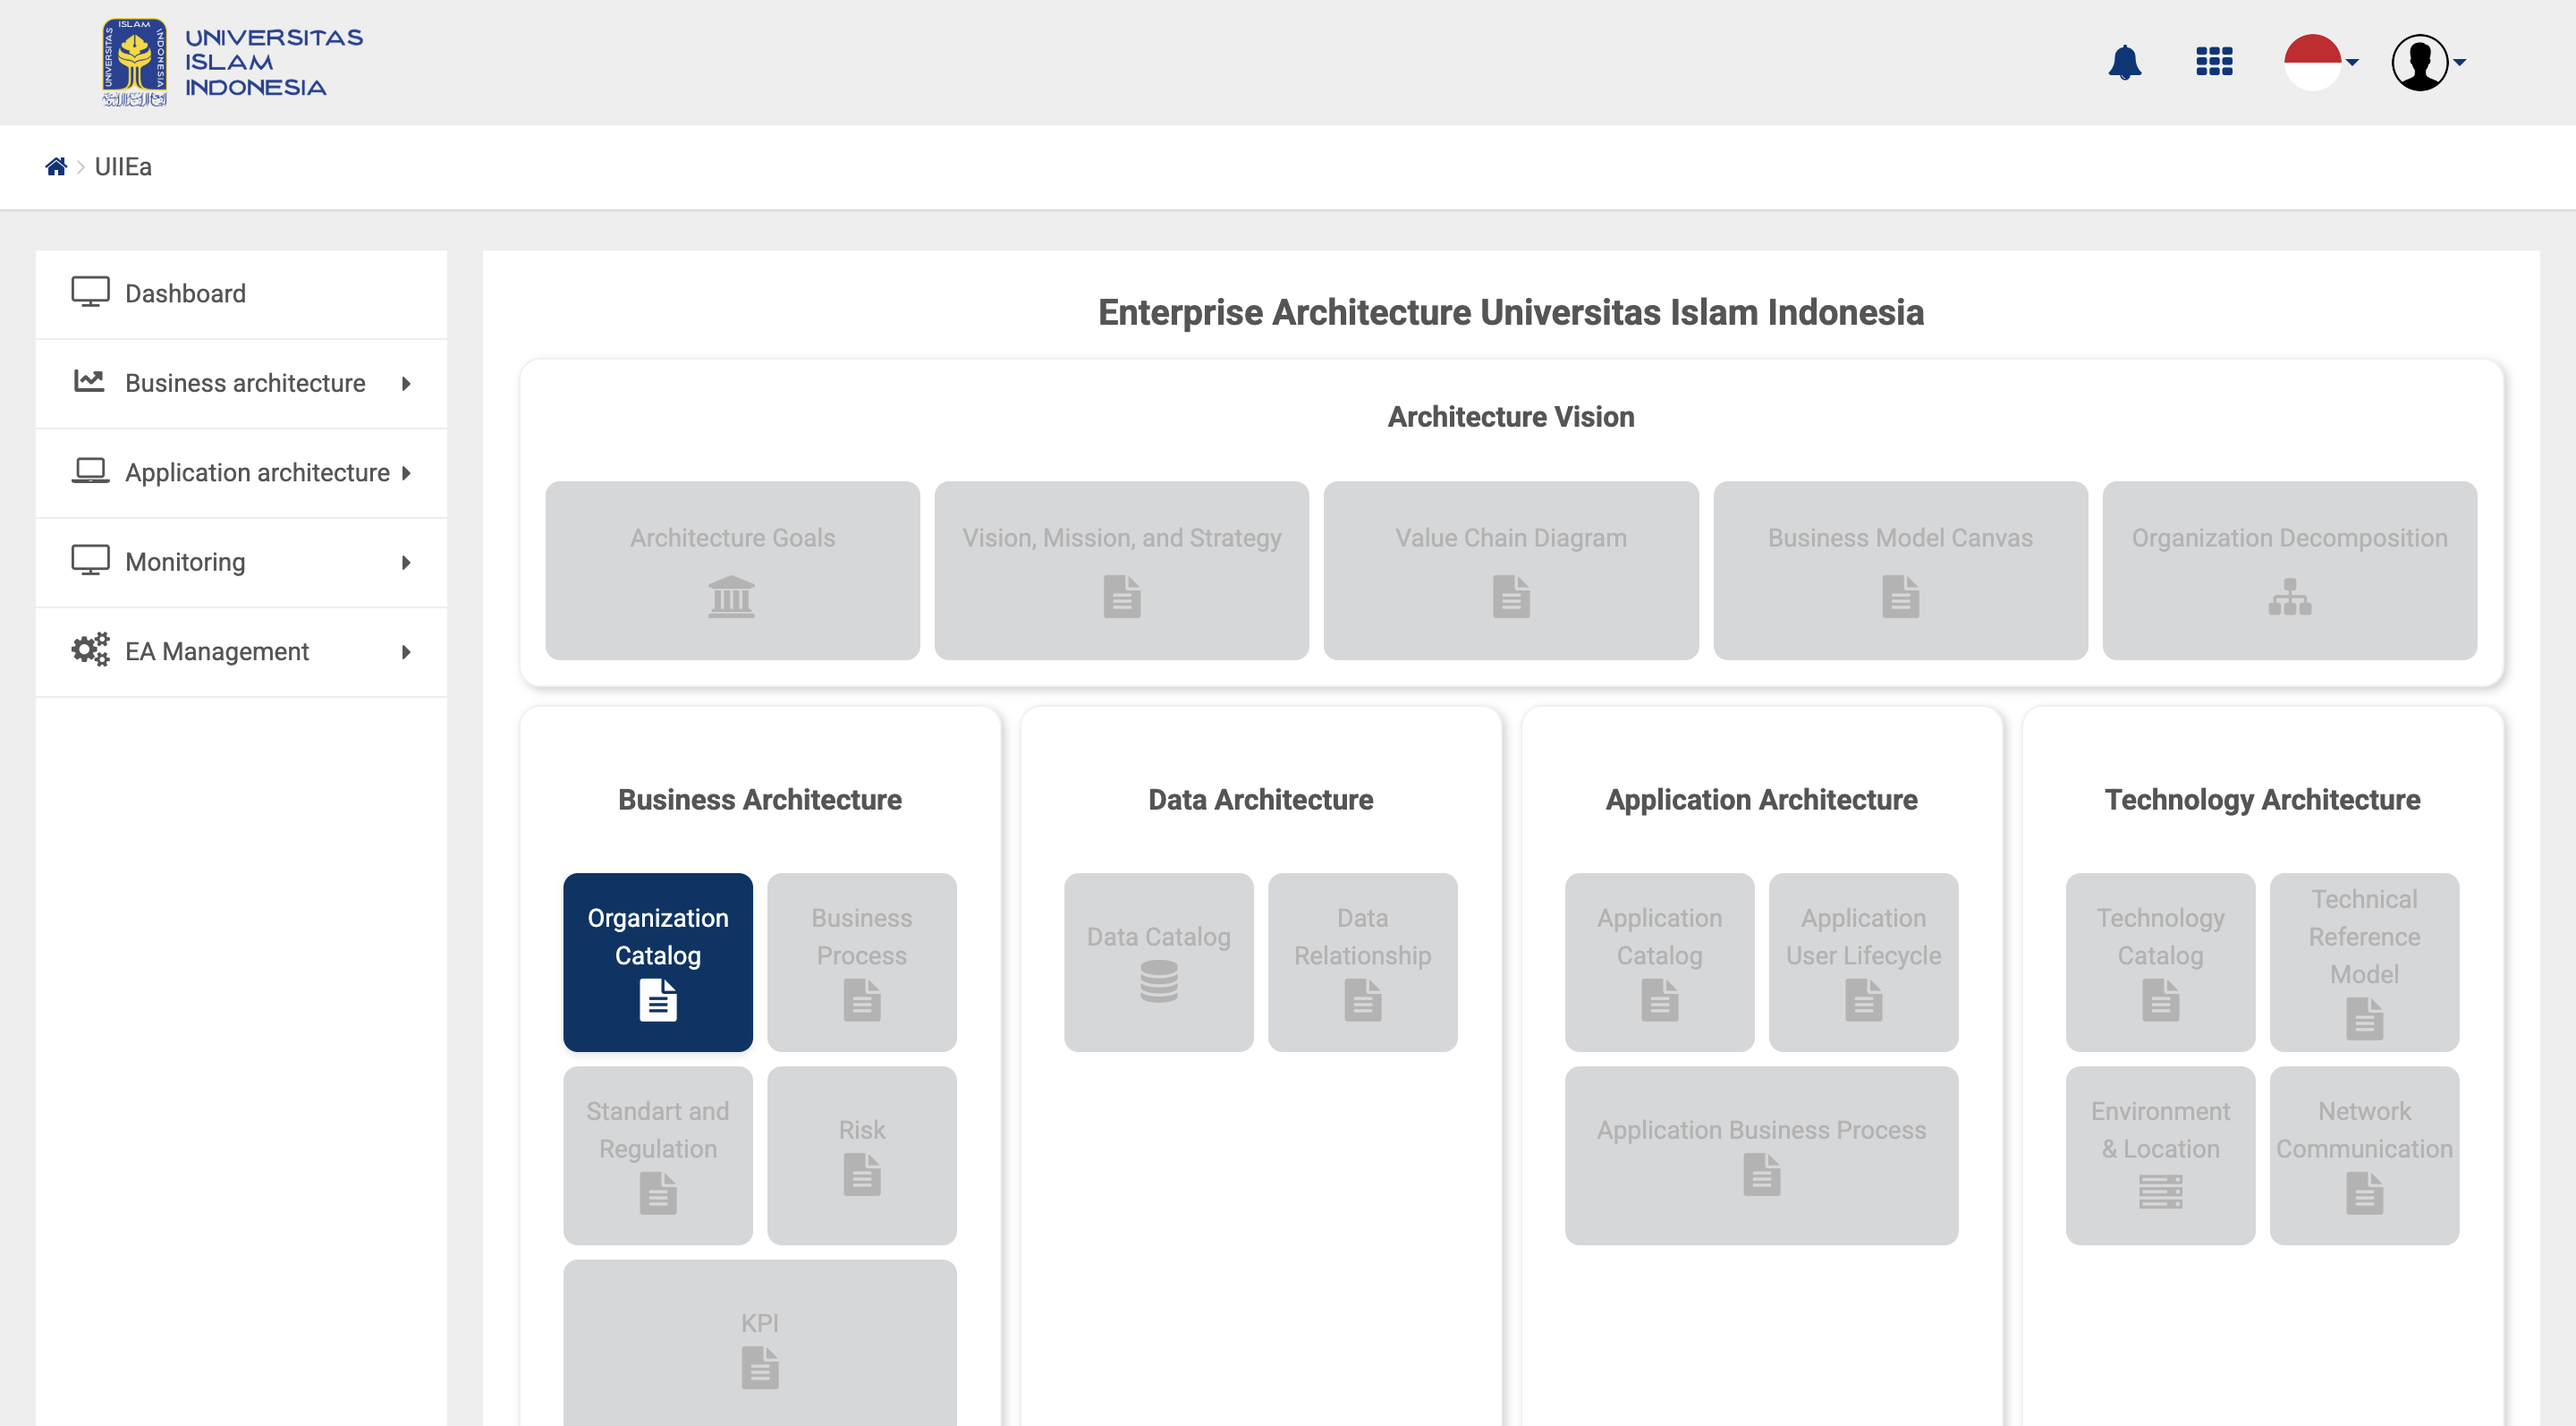 ISLAM
UNIVERSITAS
INDONESIA
UNIVERSITAS
ISLAM
INDONESIA
UIIEa
Dashboard
Business architecture
Application architecture
Monitoring
EA Management
Enterprise Architecture Universitas Islam Indonesia
Architecture Vision
Architecture Goals
Vision, Mission, and Strategy
Value Chain Diagram
Business Model Canvas
Organization Decomposition
Business Architecture
Organization
Catalog
Business
Process
Standart and
Regulation
Risk
KPI
Data Architecture
Data Catalog
Data
Relationship
Application Architecture
Application
Catalog
Application
User Lifecycle
Application Business Process
Technology Architecture
Technology
Catalog
Technical
Reference
Model
Environment
& Location
Network
Communication